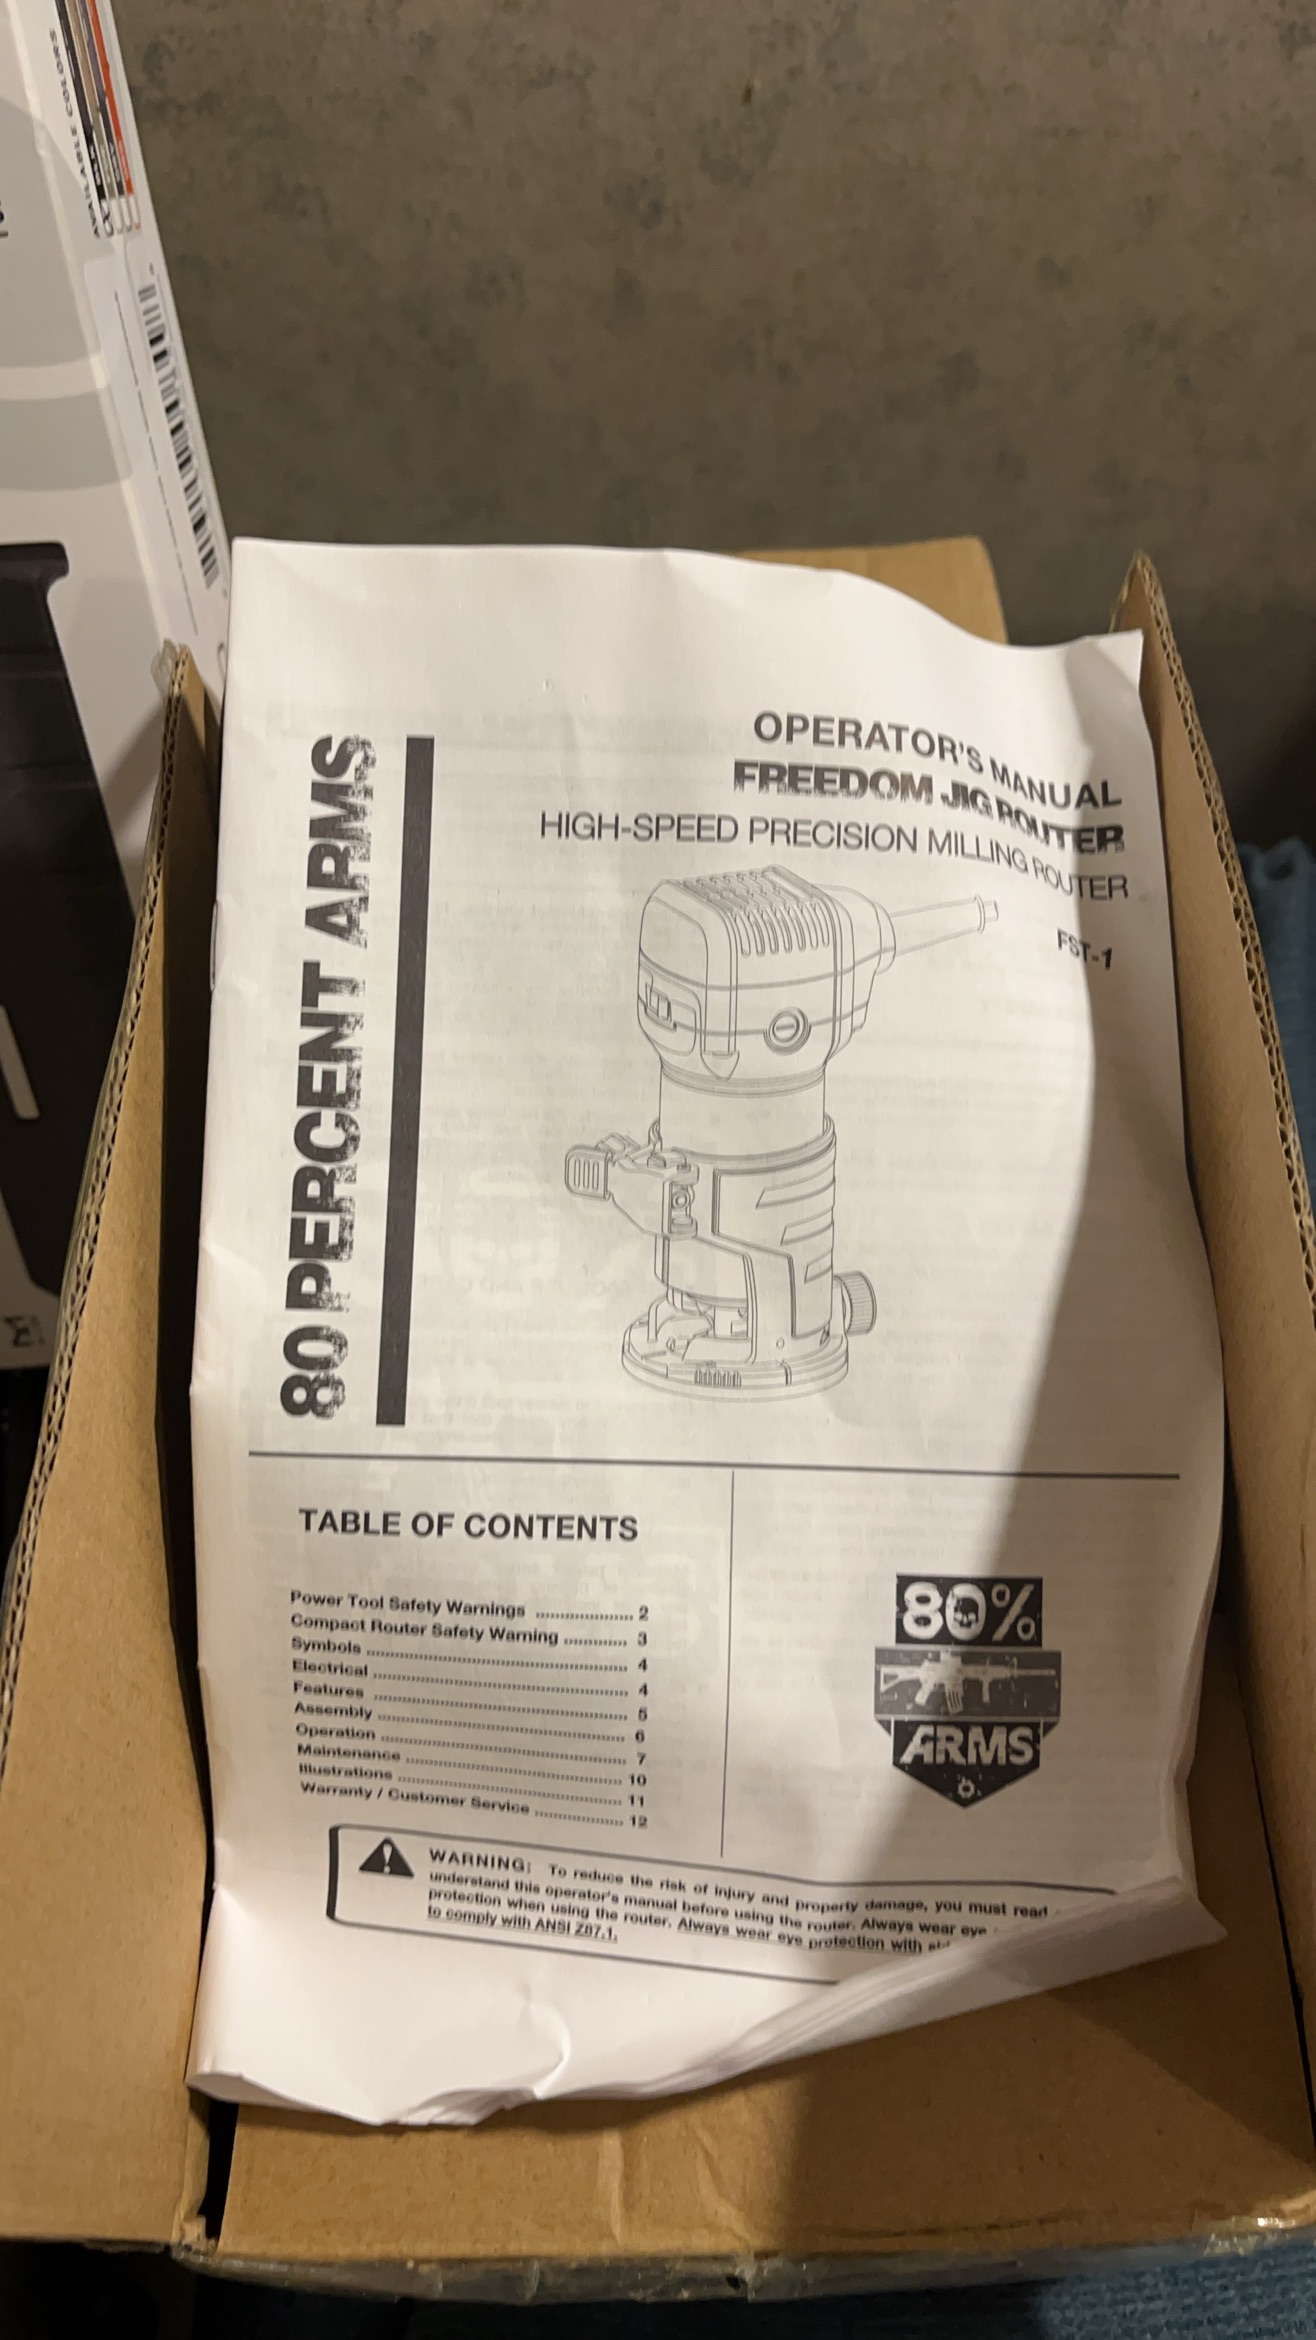 AVAILABLE COLORS
80 PERCENT ARMS
OPERATOR'S MANUAL
FREEDOM JIG ROUTER
HIGH-SPEED PRECISION MILLING ROUTER
FST-1
TABLE OF CONTENTS
Power Tool Safety Warnings .................... 2
Compact Router Safety Warning ............. 3
Symbols .................... 4
Electrical .................... 4
Features .................... 5
Assembly .................... 6
Operation .................... 7
Maintenance .................... 10
Illustrations .................... 11
Warranty / Customer Service .................... 12
80%
ARMS
WARNING: To reduce the risk of injury and property damage, you must read
understand this operator's manual before using the router. Always wear eye
protection when using the router. Always wear eye protection with
to comply with ANSI Z87.1.